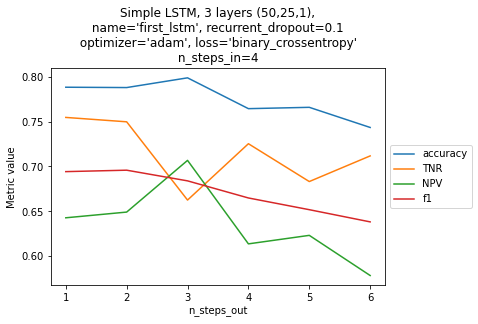 Simple LSTM, 3 layers (50,25,1),
name='first_lstm', recurrent_dropout=0.1
optimizer='adam', loss='binary_crossentropy'
n_steps_in=4
0.80
0.75
0.70
0.65
0.60
Metric value
1 2 3 4 5 6
n_steps_out
accuracy
TNR
NPV
f1